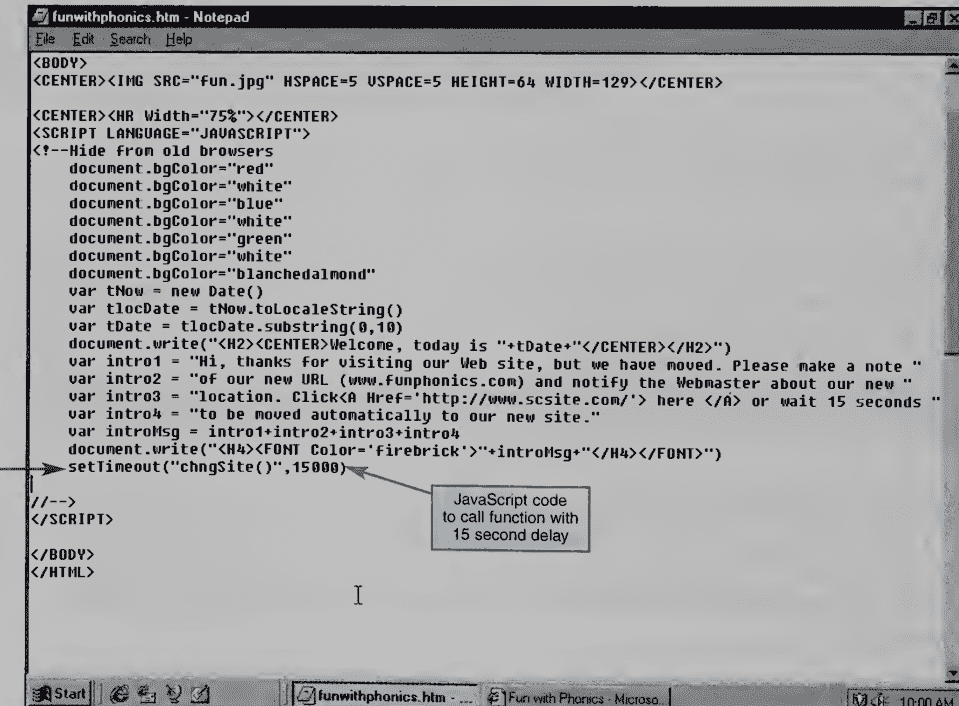 funwithphonics.htm - Notepad
File Edit Search Help
<BODY>
<CENTER><IMG SRC="fun.jpg" HSPACE=5 VSPACE=5 HEIGHT=64 WIDTH=129></CENTER>
<CENTER><HR Width="75%"></CENTER>
<SCRIPT LANGUAGE="JAVASCRIPT">
<!--Hide from old browsers
document.bgColor="red"
document.bgColor="white"
document.bgColor="blue"
document.bgColor="white"
document.bgColor="green"
document.bgColor="white"
document.bgColor="blanchedalmond"
var tNow = new Date()
var tlocDate = tNow.toLocaleString()
var tDate = tlocDate.substring(0,10)
document.write("<H2><CENTER>Welcome, today is "+tDate+"</CENTER></H2>")
var intro1 = "Hi, thanks for visiting our Web site, but we have moved. Please make a note "
var intro2 = "of our new URL (www.funphonics.com) and notify the Webmaster about our new "
var intro3 = "location. Click<A Href='http://www.scsite.com/'> here </A> or wait 15 seconds "
var intro4 = "to be moved automatically to our new site."
var introMsg = intro1+intro2+intro3+intro4
document.write("<H4><FONT Color='firebrick'>"+introMsg+"</H4></FONT>")
setTimeout("chngSite()",15000)
//-->
</SCRIPT>
</BODY>
</HTML>
JavaScript code
to call function with
15 second delay
Start funwithphonics.htm - ... Fun with Phonics - Microso... 10:00 AM